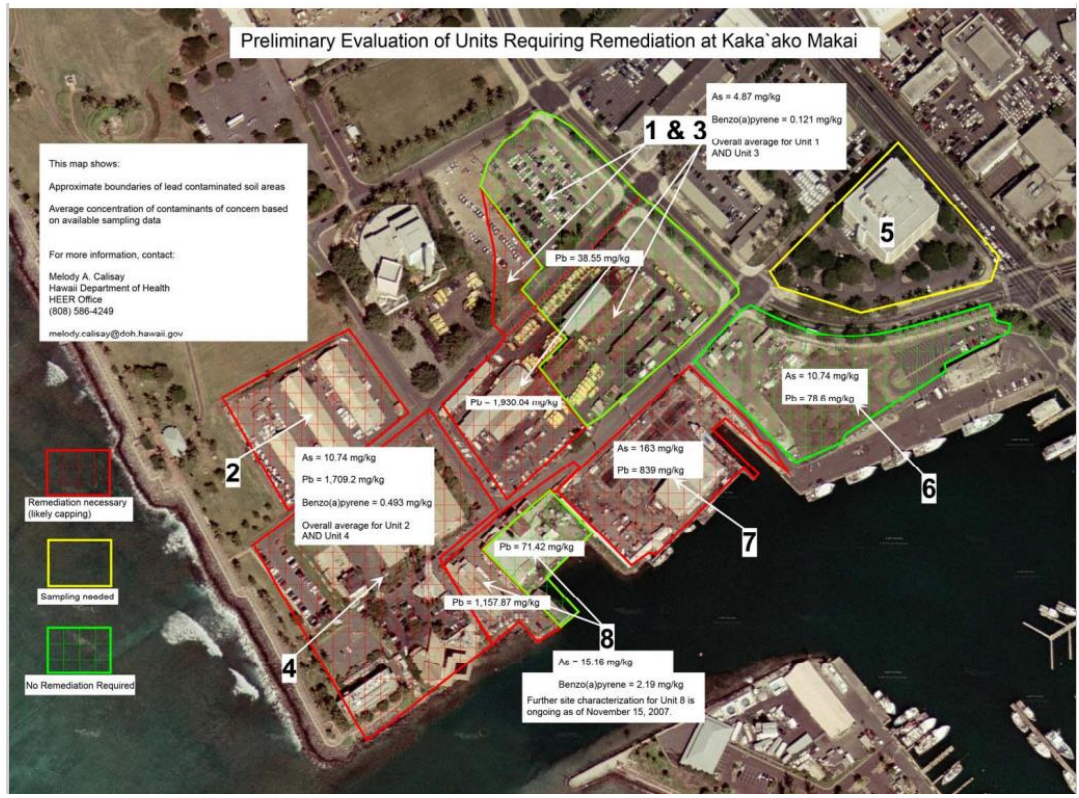 Preliminary Evaluation of Units Requiring Remediation at Kaka`ako Makai
As = 4.87 mg/kg
Benzo(a)pyrene = 0.121 mg/kg
Overall average for Unit 1
AND Unit 3
1 & 3
This map shows:
Approximate boundaries of lead contaminated soil areas
Average concentration of contaminants of concern based
on available sampling data
For more information, contact:
Melody A. Calisay
Hawaii Department of Health
HEER Office
(808) 586-4249
melody.calisay@doh.hawaii.gov
5
Pb = 38.55 mg/kg
As = 10.74 mg/kg
Pb = 78.6 mg/kg
Pb = 1,930.04 mg/kg
As = 163 mg/kg
Pb = 839 mg/kg
2
As = 10.74 mg/kg
Pb = 1,709.2 mg/kg
Benzo(a)pyrene = 0.493 mg/kg
Overall average for Unit 2
AND Unit 4
6
7
Remediation necessary
(likely capping)
Pb = 71.42 mg/kg
Sampling needed
Pb = 1,157.87 mg/kg
8
4
As = 15.16 mg/kg
Benzo(a)pyrene = 2.19 mg/kg
Further site characterization for Unit 8 is
ongoing as of November 15, 2007.
No Remediation Required